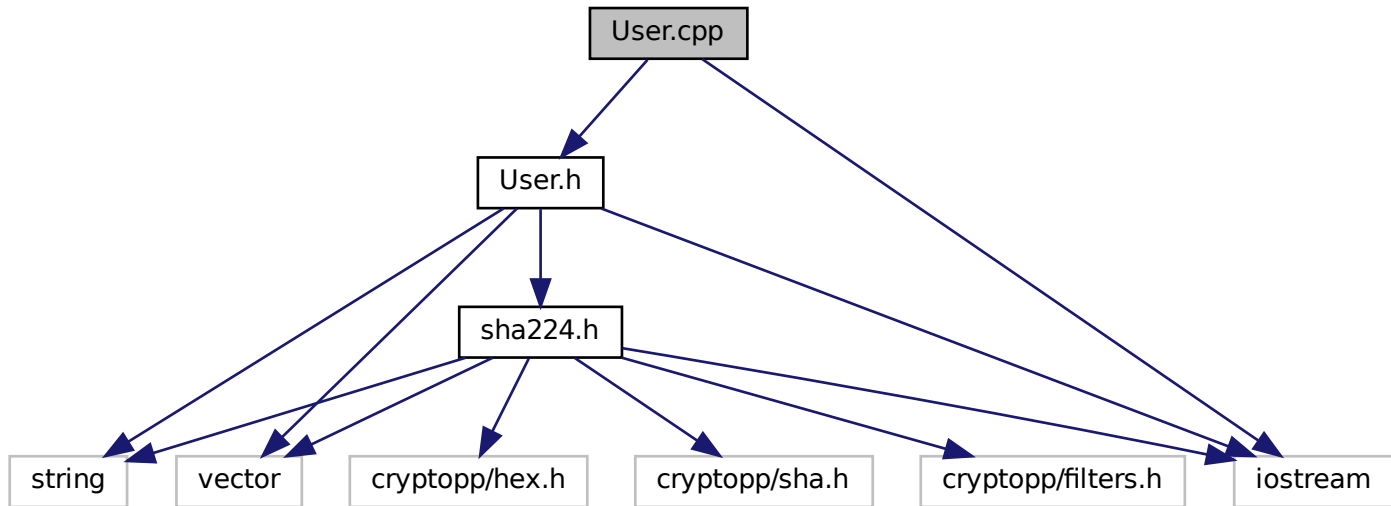 User.cpp
User.h
sha224.h
string
vector
cryptopp/hex.h
cryptopp/sha.h
cryptopp/filters.h
iostream